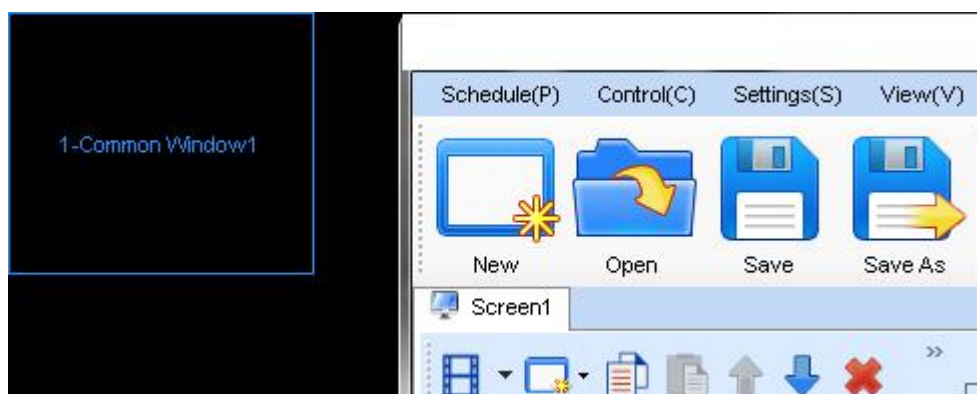 1-Common Window1
Schedule(P) Control(C) Settings(S) View(V)
New Open Save Save As
Screen1